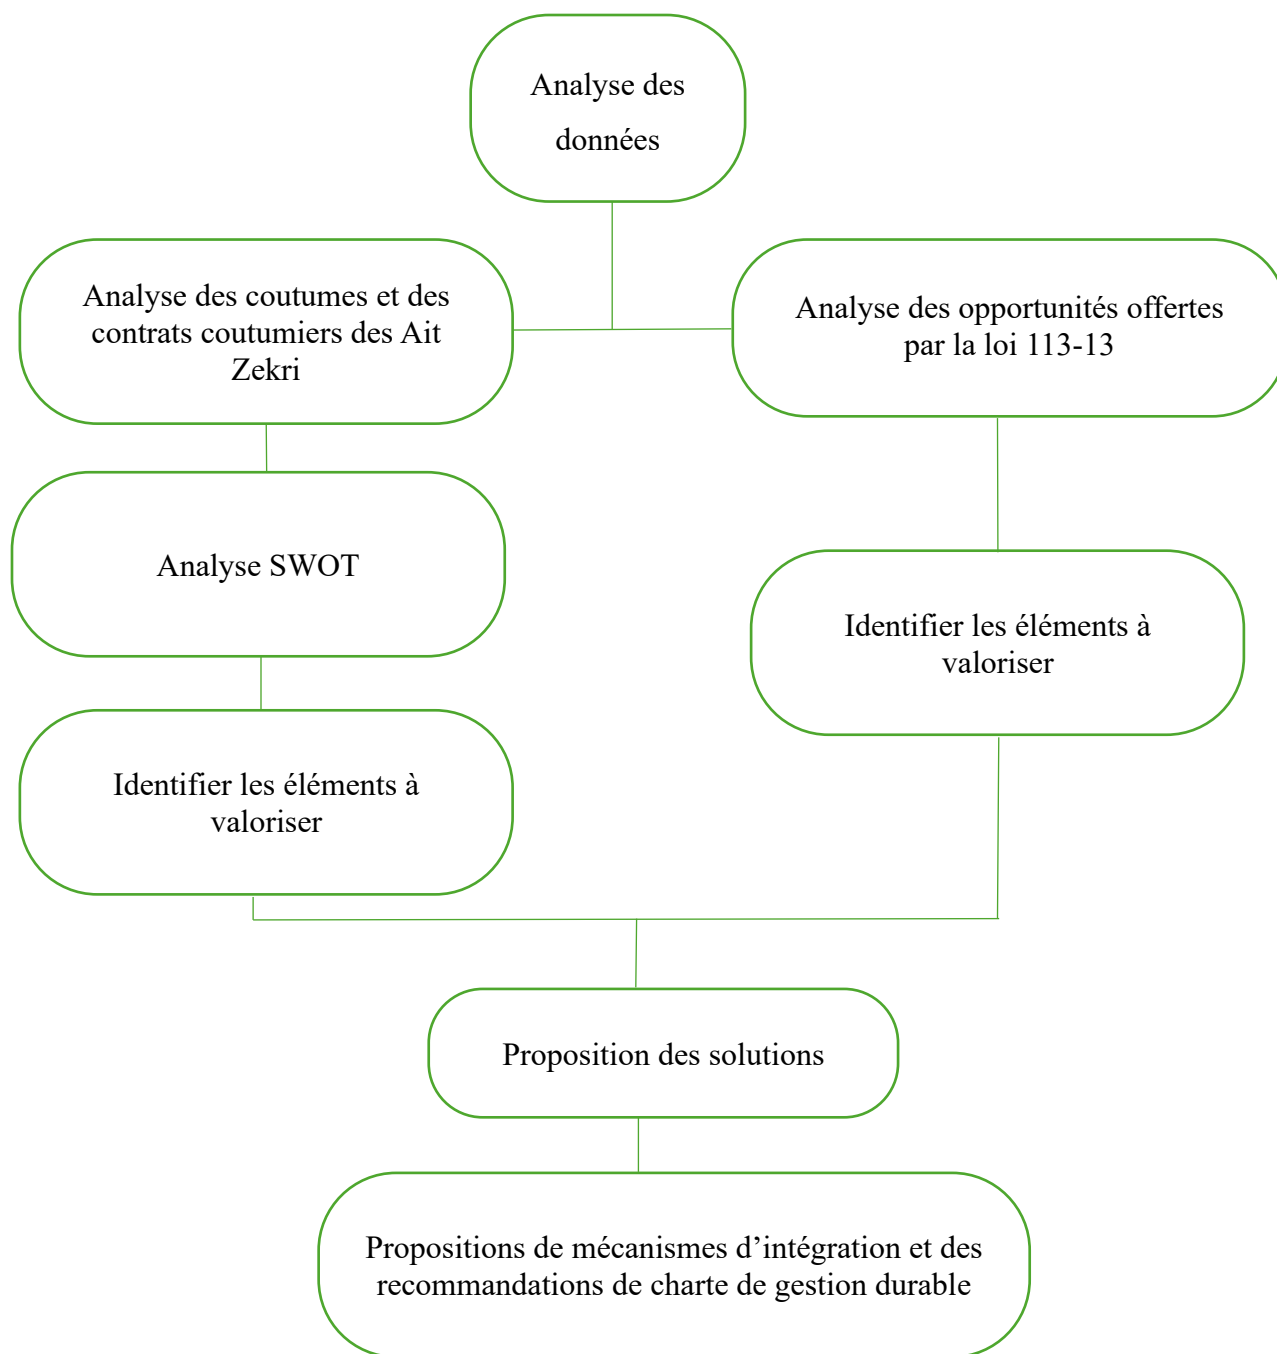 Analyse des
données
Analyse des coutumes et des
contrats coutumiers des Ait
Zekri
Analyse des opportunités offertes
par la loi 113-13
Analyse SWOT
Identifier les éléments à
valoriser
Identifier les éléments à
valoriser
Proposition des solutions
Propositions de mécanismes d’intégration et des
recommandations de charte de gestion durable